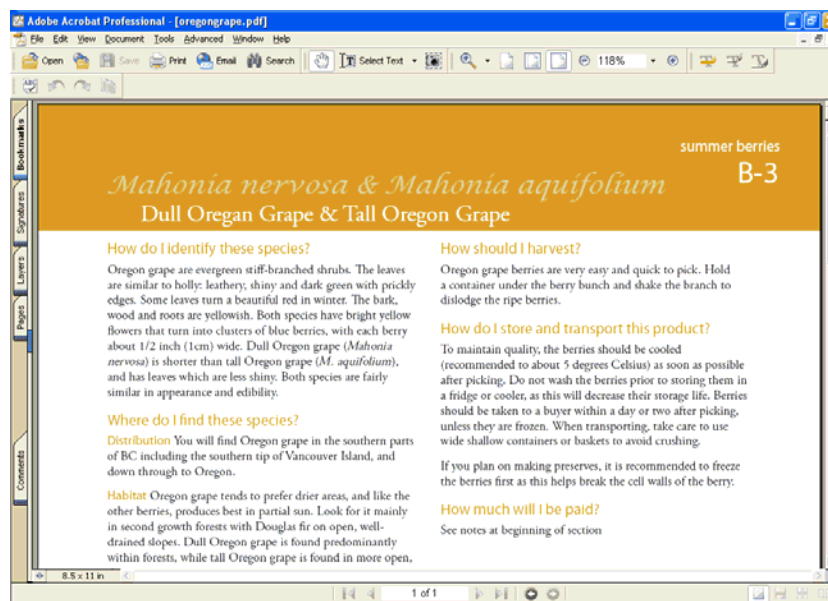 Adobe Acrobat Professional - [oregongrape.pdf]
File Edit View Document Tools Advanced Window Help
Open Save Print Email Search Select Text 118%
Bookmarks
Signatures
Layers
Pages
Comments
summer berries
B-3
Mahonia nervosa & Mahonia aquifolium
Dull Oregan Grape & Tall Oregon Grape
How do I identify these species?
Oregon grape are evergreen stiff-branched shrubs. The leaves
are similar to holly: leathery, shiny and dark green with prickly
edges. Some leaves turn a beautiful red in winter. The bark,
wood and roots are yellowish. Both species have bright yellow
flowers that turn into clusters of blue berries, with each berry
about 1/2 inch (1cm) wide. Dull Oregon grape (Mahonia
nervosa) is shorter than tall Oregon grape (M. aquifolium),
and has leaves which are less shiny. Both species are fairly
similar in appearance and edibility.
Where do I find these species?
Distribution You will find Oregon grape in the southern parts
of BC including the southern tip of Vancouver Island, and
down through to Oregon.
Habitat Oregon grape tends to prefer drier areas, and like the
other berries, produces best in partial sun. Look for it mainly
in second growth forests with Douglas fir on open, well-
drained slopes. Dull Oregon grape is found predominantly
within forests, while tall Oregon grape is found in more open,
How should I harvest?
Oregon grape berries are very easy and quick to pick. Hold
a container under the berry bunch and shake the branch to
dislodge the ripe berries.
How do I store and transport this product?
To maintain quality, the berries should be cooled
(recommended to about 5 degrees Celsius) as soon as possible
after picking. Do not wash the berries prior to storing them in
a fridge or cooler, as this will decrease their storage life. Berries
should be taken to a buyer within a day or two after picking,
unless they are frozen. When transporting, take care to use
wide shallow containers or baskets to avoid crushing.
If you plan on making preserves, it is recommended to freeze
the berries first as this helps break the cell walls of the berry.
How much will I be paid?
See notes at beginning of section
8.5 x 11 in
1 of 1